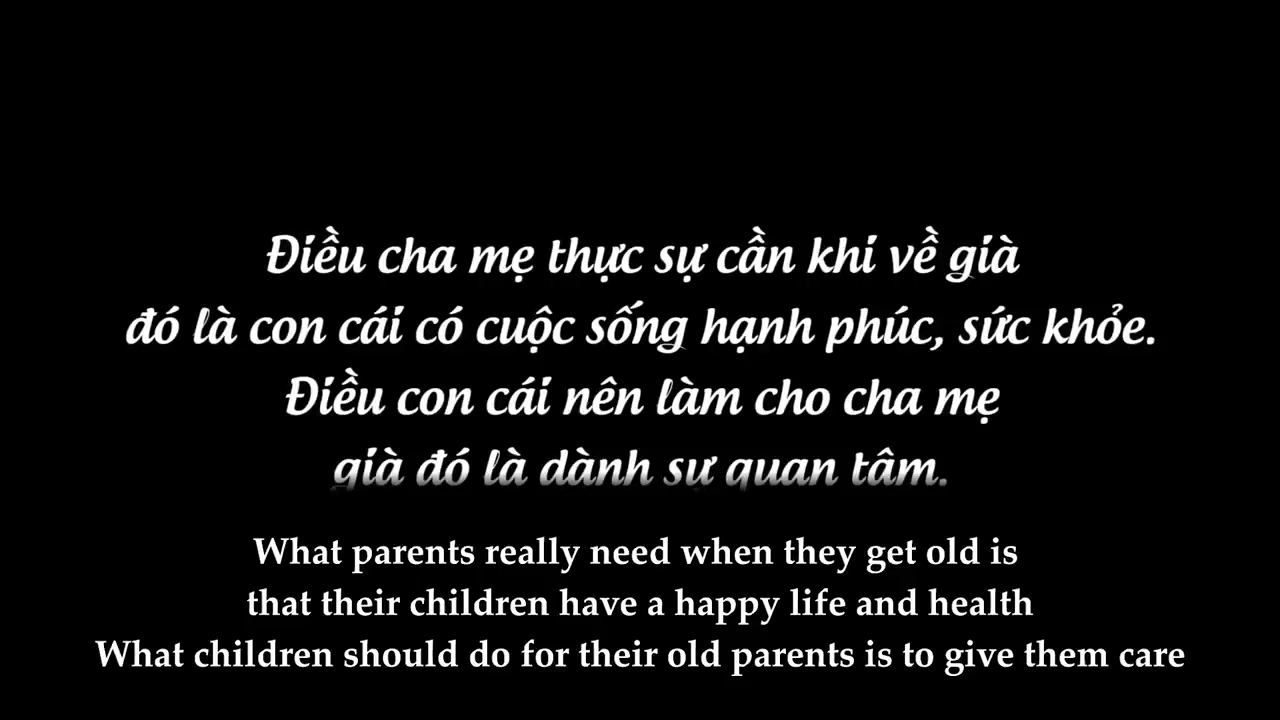 Điều cha mẹ thực sự cần khi về già
đó là con cái có cuộc sống hạnh phúc, sức khỏe.
Điều con cái nên làm cho cha mẹ
già đó là dành sự quan tâm.
What parents really need when they get old is
that their children have a happy life and health
What children should do for their old parents is to give them care